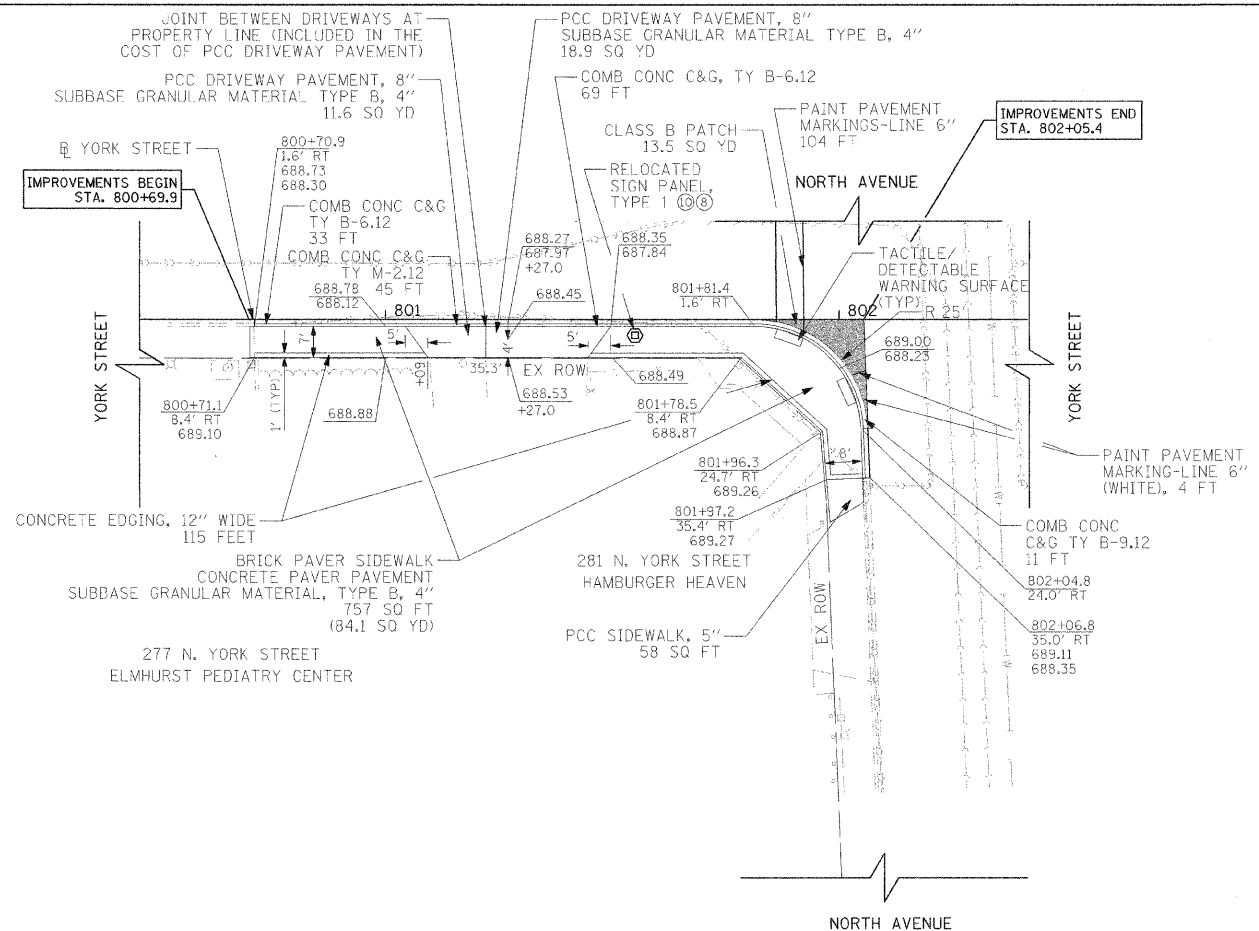 JOINT BETWEEN DRIVEWAYS AT
PROPERTY LINE (INCLUDED IN THE
COST OF PCC DRIVEWAY PAVEMENT)
PCC DRIVEWAY PAVEMENT, 8"
SUBBASE GRANULAR MATERIAL TYPE B, 4"
18.9 SQ YD
PCC DRIVEWAY PAVEMENT, 8"
SUBBASE GRANULAR MATERIAL TYPE B, 4"
11.6 SQ YD
COMB CONC C&G, TY B-6.12
69 FT
PAINT PAVEMENT
MARKINGS-LINE 6"
104 FT
IMPROVEMENTS END
STA. 802+05.4
CLASS B PATCH
13.5 SQ YD
YORK STREET
800+70.9
1.6' RT
688.73
688.30
RELOCATED
SIGN PANEL,
TYPE 1 ⑩⑧
NORTH AVENUE
IMPROVEMENTS BEGIN
STA. 800+69.9
COMB CONC C&G
TY B-6.12
33 FT
COMB CONC C&G
TY M-2.12
45 FT
688.27
687.97
+27.0
688.35
687.84
TACTILE/
DETECTABLE
WARNING SURFACE
(TYP)
688.78
688.12
688.45
801+81.4
1.6' RT
801
802
R 25'
689.00
688.23
YORK STREET
7'
5'
4'
5'
35.3'
EX ROW
+09
1' (TYP)
688.49
688.53
+27.0
800+71.1
8.4' RT
689.10
688.88
801+78.5
8.4' RT
688.87
YORK STREET
801+96.3
24.7' RT
689.26
8'
PAINT PAVEMENT
MARKING-LINE 6"
(WHITE), 4 FT
CONCRETE EDGING, 12" WIDE
115 FEET
801+97.2
35.4' RT
689.27
COMB CONC
C&G TY B-9.12
11 FT
BRICK PAVER SIDEWALK
CONCRETE PAVER PAVEMENT
SUBBASE GRANULAR MATERIAL, TYPE B, 4"
757 SQ FT
(84.1 SQ YD)
281 N. YORK STREET
HAMBURGER HEAVEN
802+04.8
24.0' RT
EX ROW
PCC SIDEWALK, 5"
58 SQ FT
802+06.8
35.0' RT
689.11
688.35
277 N. YORK STREET
ELMHURST PEDIATRY CENTER
NORTH AVENUE